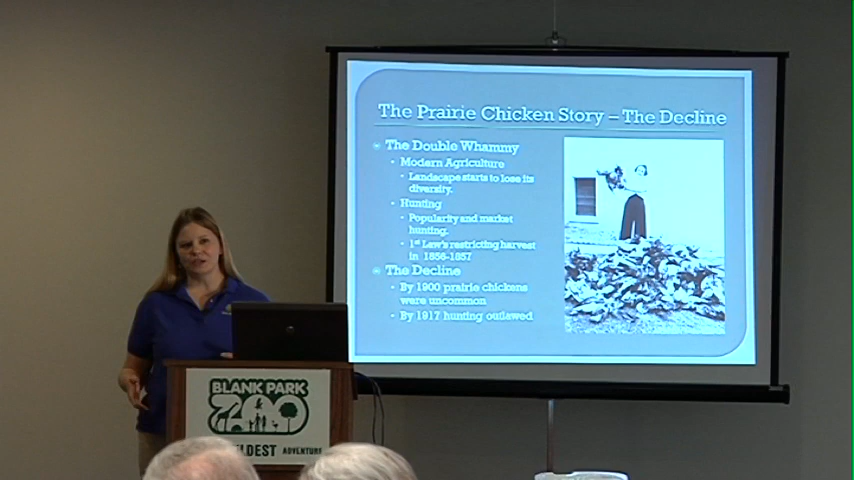 The Prairie Chicken Story – The Decline
The Double Whammy
Modern Agriculture
Landscape starts to lose its
diversity.
Hunting
Popularity and market
hunting.
1st Law's restricting harvest
in 1856-1857
The Decline
By 1900 prairie chickens
were uncommon
By 1917 hunting outlawed
BLANK PARK
ZOO
ADVENTURE